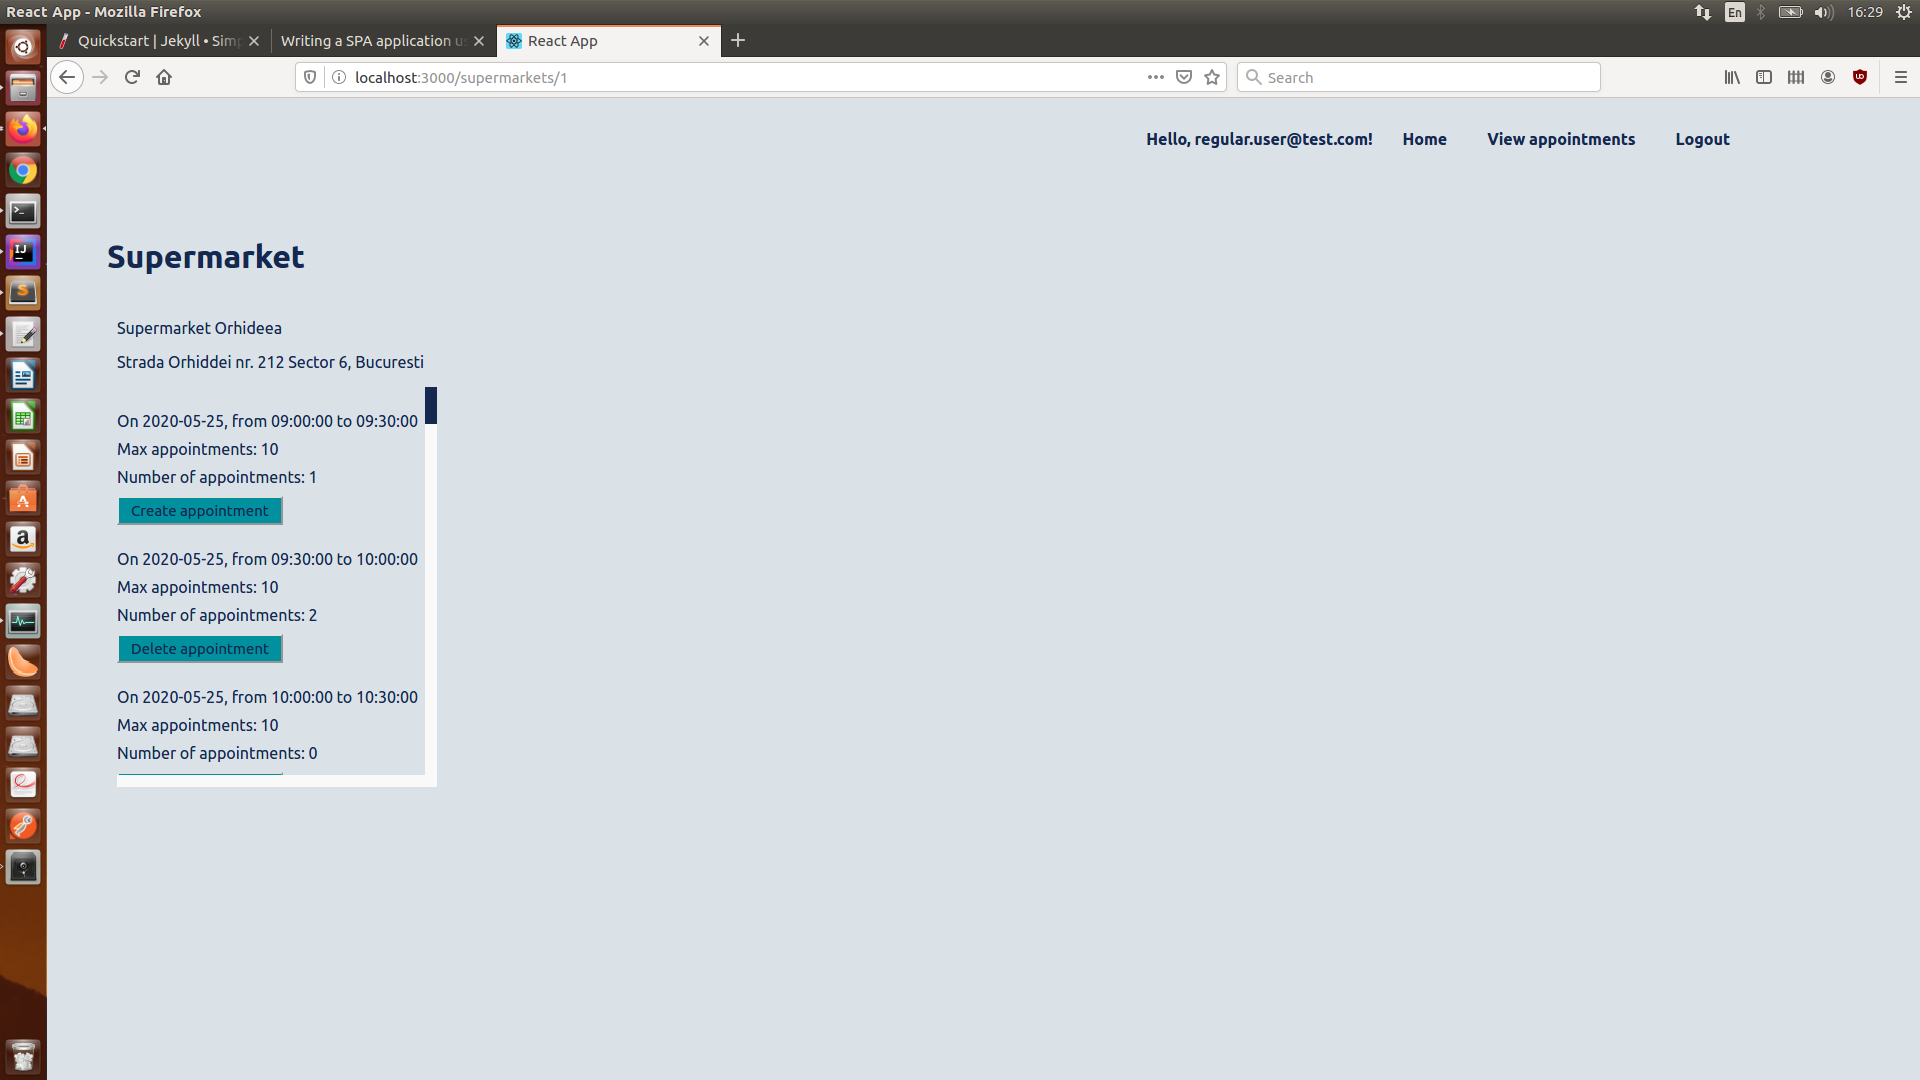 React App - Mozilla Firefox
En
16:29
Quickstart | Jekyll • Simp
Writing a SPA application u
React App
localhost:3000/supermarkets/1
Search
Hello, regular.user@test.com!
Home
View appointments
Logout
Supermarket
Supermarket Orhideea
Strada Orhiddei nr. 212 Sector 6, Bucuresti
On 2020-05-25, from 09:00:00 to 09:30:00
Max appointments: 10
Number of appointments: 1
Create appointment
On 2020-05-25, from 09:30:00 to 10:00:00
Max appointments: 10
Number of appointments: 2
Delete appointment
On 2020-05-25, from 10:00:00 to 10:30:00
Max appointments: 10
Number of appointments: 0